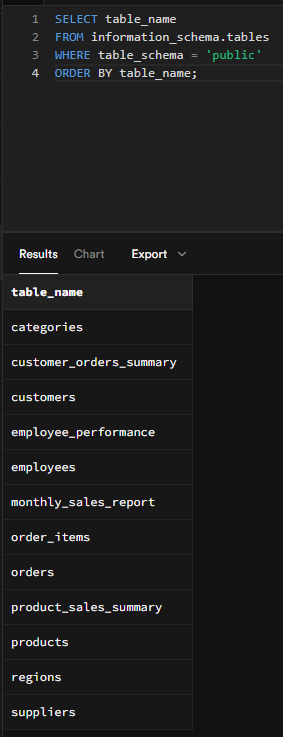 1 SELECT table_name
2 FROM information_schema.tables
3 WHERE table_schema = 'public'
4 ORDER BY table_name;
Results Chart Export
table_name
categories
customer_orders_summary
customers
employee_performance
employees
monthly_sales_report
order_items
orders
product_sales_summary
products
regions
suppliers